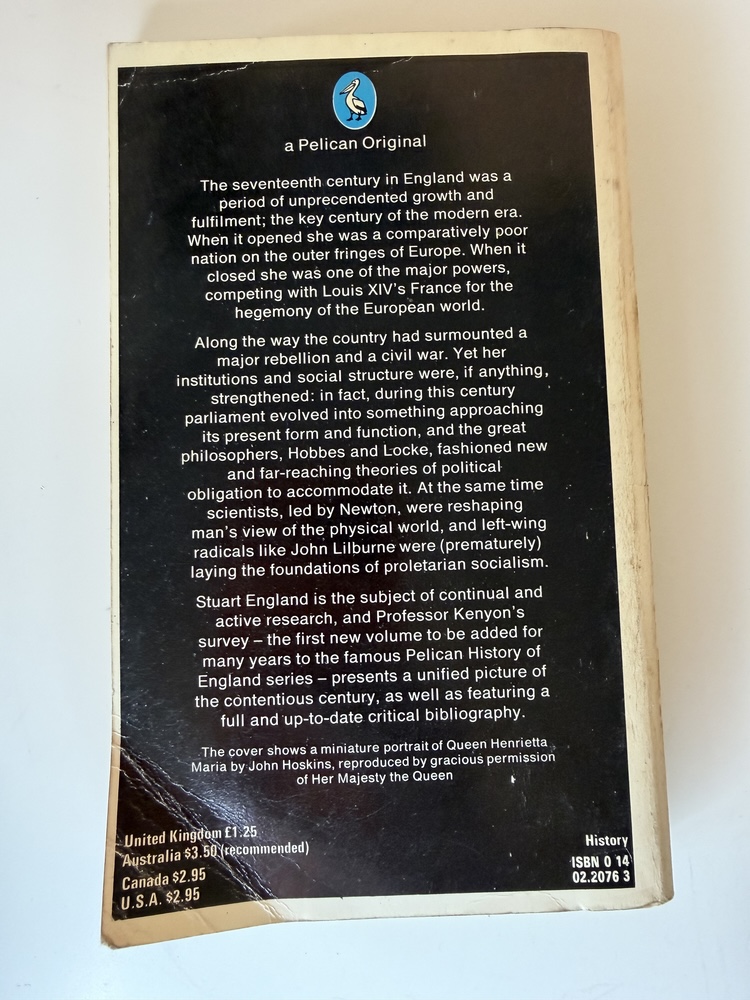 a Pelican Original
The seventeenth century in England was a
period of unprecedented growth and
fulfilment; the key century of the modern era.
When it opened she was a comparatively poor
nation on the outer fringes of Europe. When it
closed she was one of the major powers,
competing with Louis XIV's France for the
hegemony of the European world.
Along the way the country had surmounted a
major rebellion and a civil war. Yet her
institutions and social structure were, if anything,
strengthened: in fact, during this century
parliament evolved into something approaching
its present form and function, and the great
philosophers, Hobbes and Locke, fashioned new
and far-reaching theories of political
obligation to accommodate it. At the same time
scientists, led by Newton, were reshaping
man's view of the physical world, and left-wing
radicals like John Lilburne were (prematurely)
laying the foundations of proletarian socialism.
Stuart England is the subject of continual and
active research, and Professor Kenyon's
survey – the first new volume to be added for
many years to the famous Pelican History of
England series – presents a unified picture of
the contentious century, as well as featuring a
full and up-to-date critical bibliography.
The cover shows a miniature portrait of Queen Henrietta
Maria by John Hoskins, reproduced by gracious permission
of Her Majesty the Queen
United Kingdom £1.25
Australia $3.50 (recommended)
Canada $2.95
U.S.A. $2.95
History
ISBN 0 14
02.2076 3